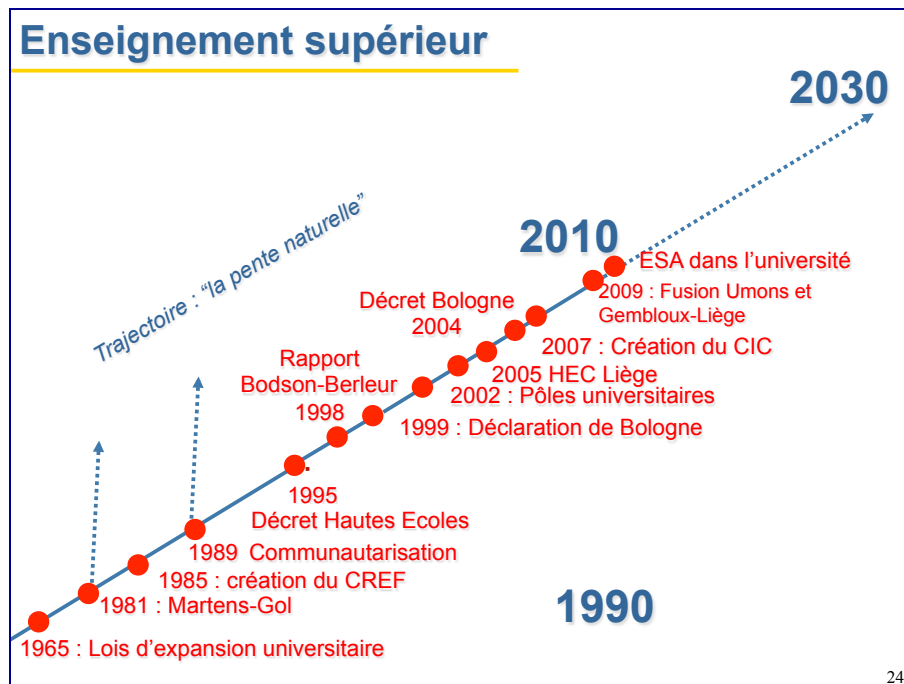 Enseignement supérieur
2030
Trajectoire : “la pente naturelle”
2010
ESA dans l’université
2009 : Fusion Umons et
Gembloux-Liège
Décret Bologne
2004
2007 : Création du CIC
Rapport
Bodson-Berleur
1998
2005 HEC Liège
2002 : Pôles universitaires
1999 : Déclaration de Bologne
1995
Décret Hautes Ecoles
1989 Communautarisation
1985 : création du CREF
1981 : Martens-Gol
1990
1965 : Lois d’expansion universitaire
24